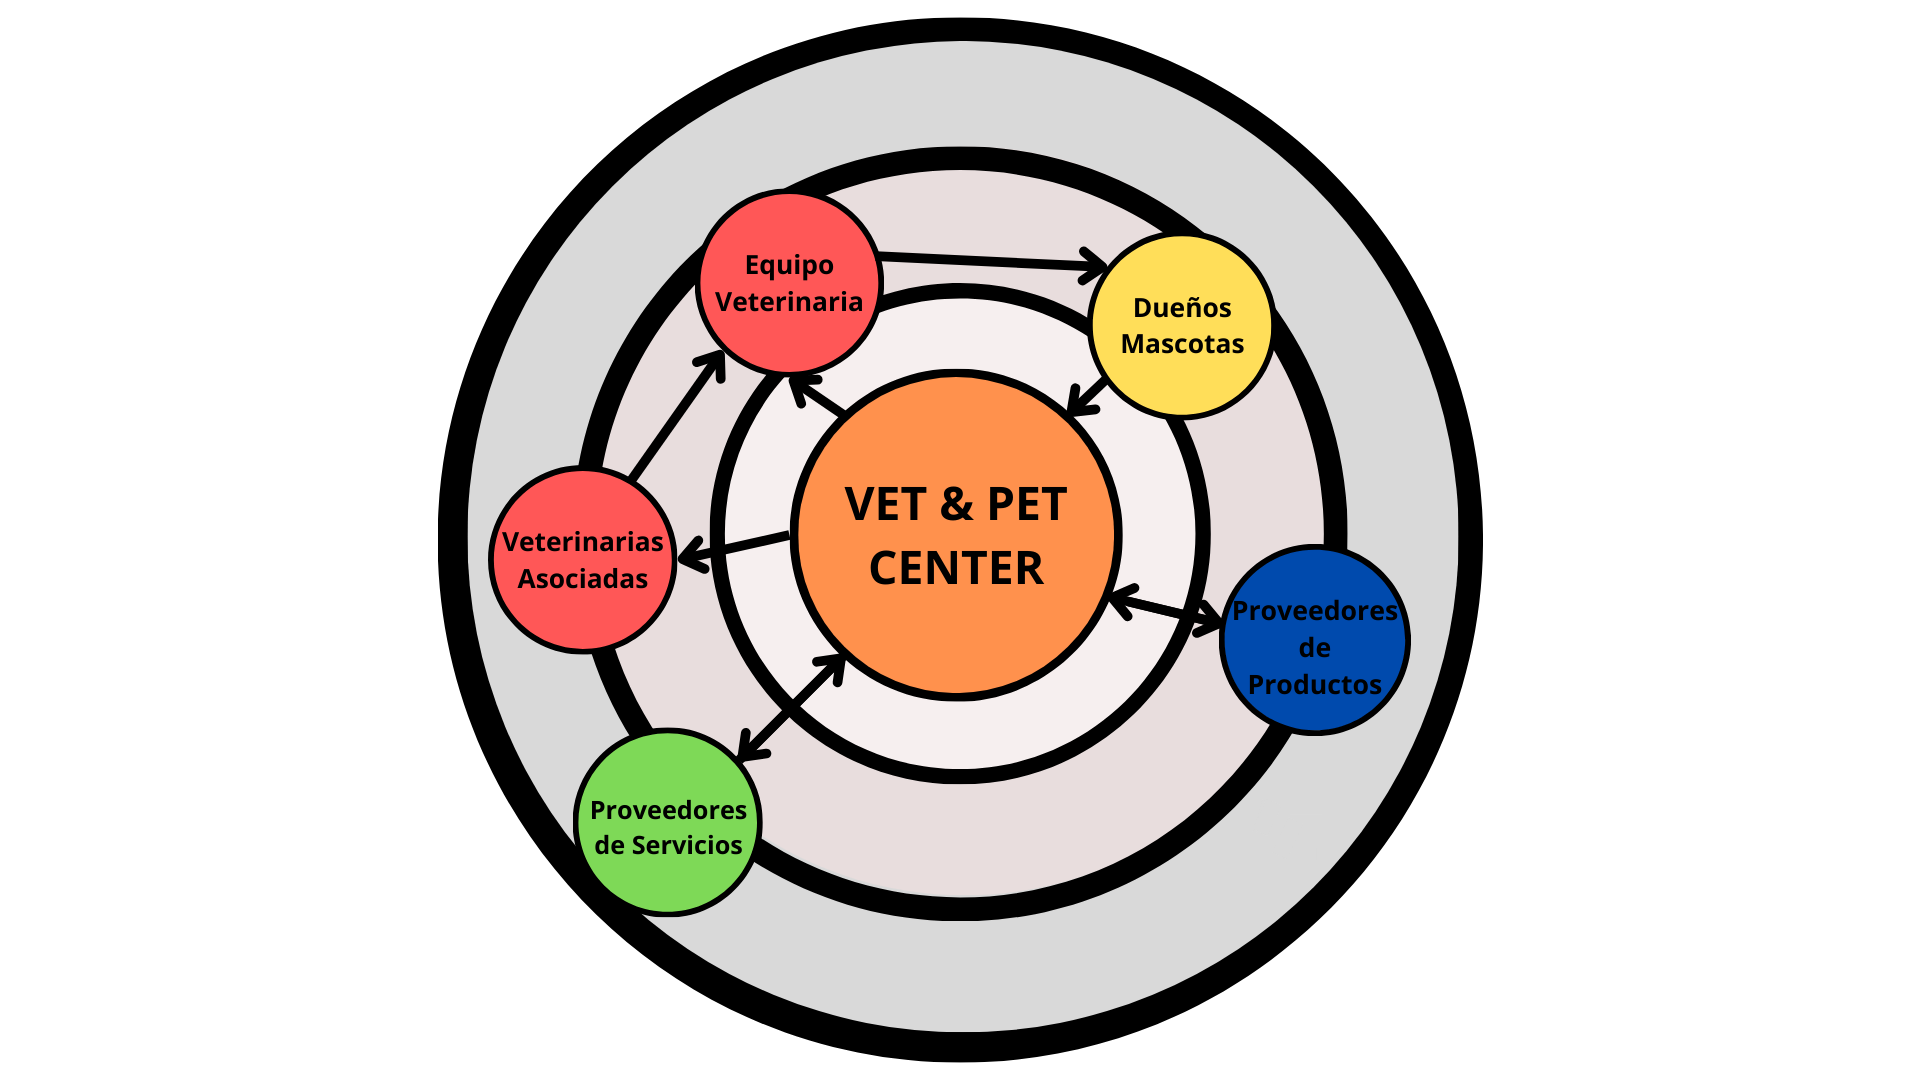 Equipo
Veterinaria
Dueños
Mascotas
VET & PET
CENTER
Veterinarias
Asociadas
Proveedores
de
Productos
Proveedores
de Servicios